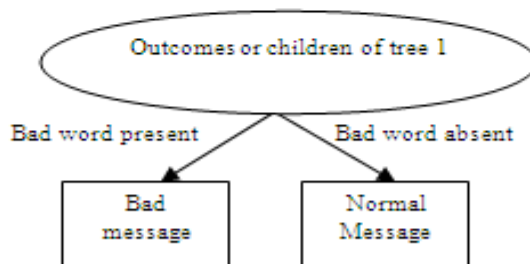 Outcomes or children of tree 1
Bad word present
Bad word absent
Bad
message
Normal
Message